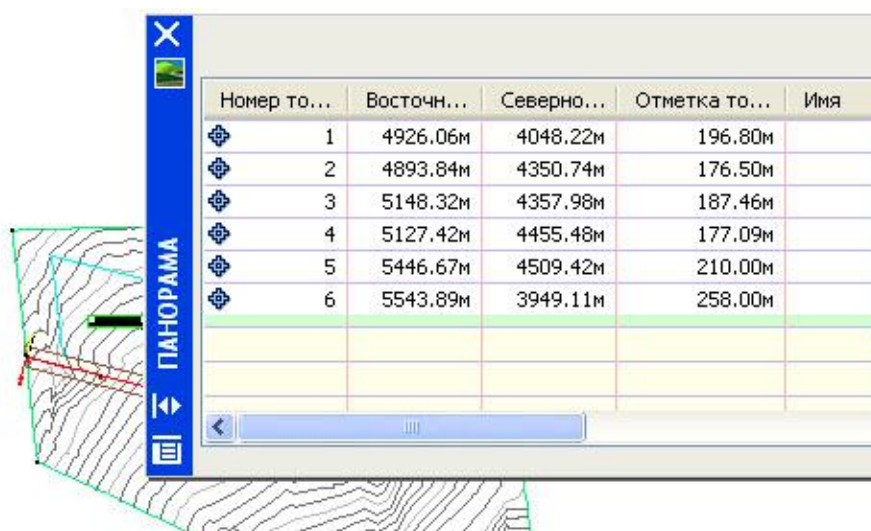 ПАНОРАМА
Номер то... Восточн... Северно... Отметка то... Имя
1 4926.06м 4048.22м 196.80м
2 4893.84м 4350.74м 176.50м
3 5148.32м 4357.98м 187.46м
4 5127.42м 4455.48м 177.09м
5 5446.67м 4509.42м 210.00м
6 5543.89м 3949.11м 258.00м